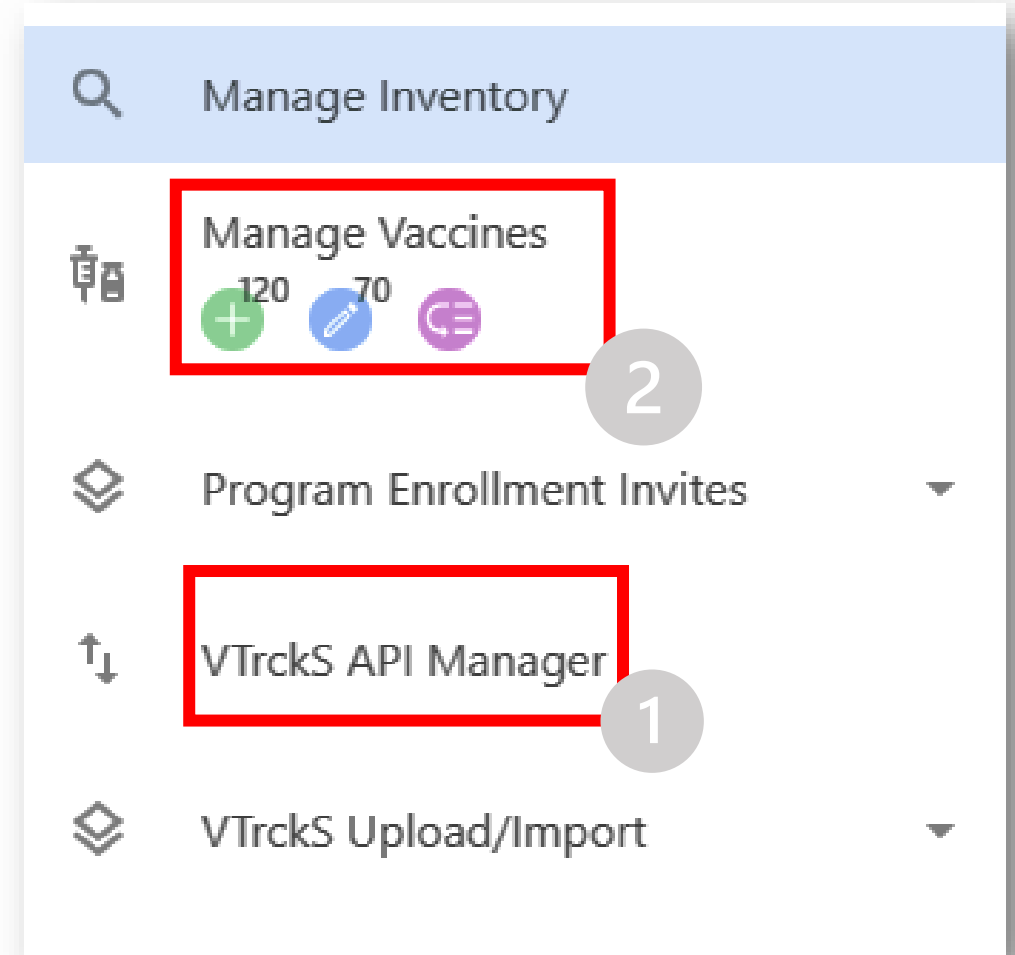 Manage Inventory
Manage Vaccines
120 70
2
Program Enrollment Invites
VTrckS API Manager
1
VTrckS Upload/Import